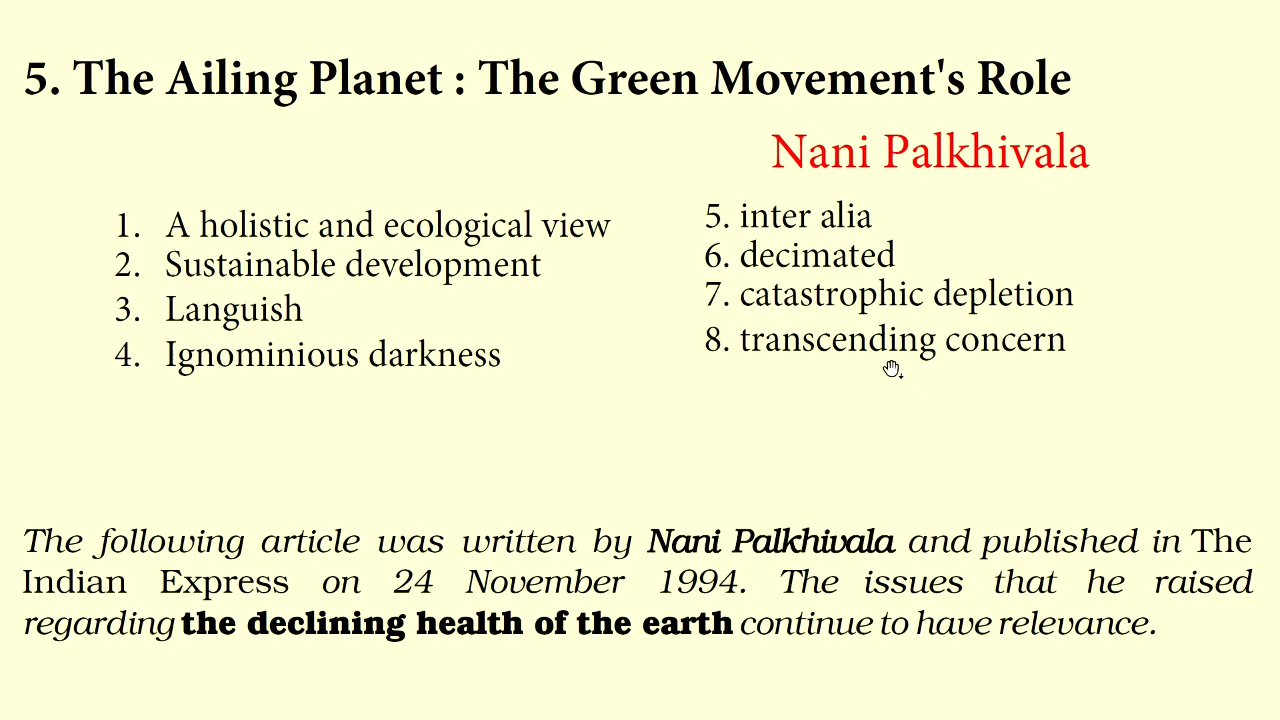 5. The Ailing Planet : The Green Movement's Role
Nani Palkhivala
1. A holistic and ecological view
2. Sustainable development
3. Languish
4. Ignominious darkness
5. inter alia
6. decimated
7. catastrophic depletion
8. transcending concern
The following article was written by Nani Palkhivala and published in The
Indian Express on 24 November 1994. The issues that he raised
regarding the declining health of the earth continue to have relevance.